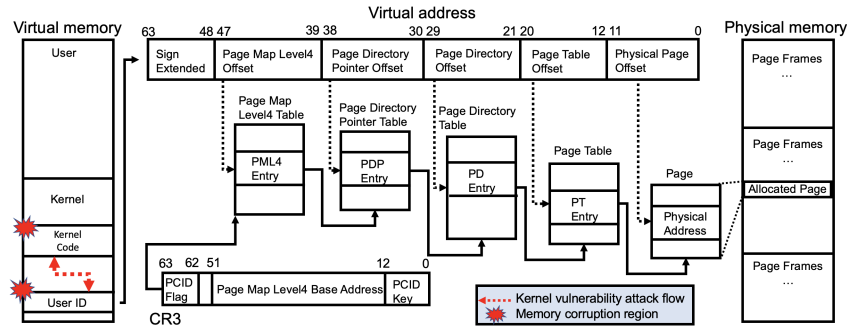 Virtual address
Virtual memory
Physical memory
63 48 47 39 38 30 29 21 20 12 11 0
Sign
Extended
Page Map Level4
Offset
Page Directory
Pointer Offset
Page Directory
Offset
Page Table
Offset
Physical Page
Offset
User
Kernel
Kernel
Code
User ID
Page Map
Level4 Table
PML4
Entry
Page Directory
Pointer Table
PDP
Entry
Page Directory
Table
PD
Entry
Page Table
PT
Entry
Page
Physical
Address
Page Frames
...
Page Frames
...
Allocated Page
Page Frames
...
63 62 51 12 0
PCID
Flag
Page Map Level4 Base Address
PCID
Key
CR3
Kernel vulnerability attack flow
Memory corruption region